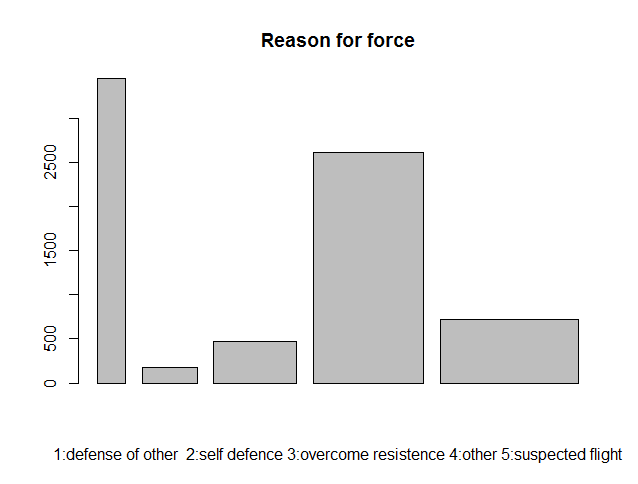 Reason for force
2500
1500
500
0
1:defense of other 2:self defence 3:overcome resistence 4:other 5:suspected flight